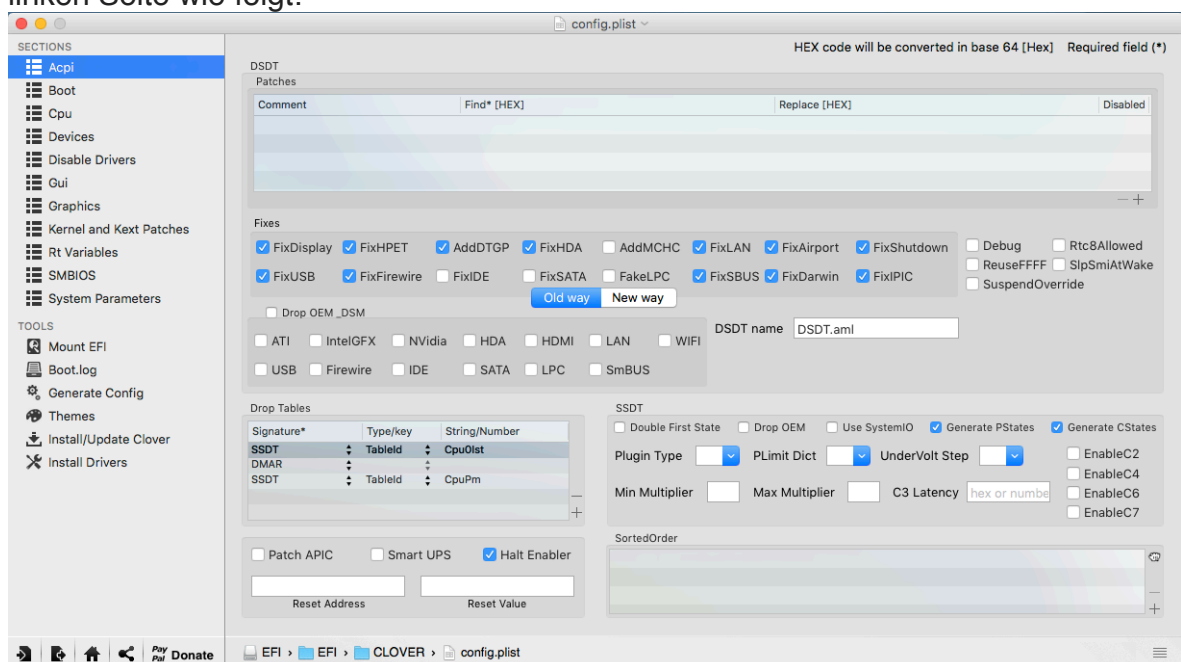 linken Seite wie folgt:
config.plist
SECTIONS
Acpi
Boot
Cpu
Devices
Disable Drivers
Gui
Graphics
Kernel and Kext Patches
Rt Variables
SMBIOS
System Parameters
TOOLS
Mount EFI
Boot.log
Generate Config
Themes
Install/Update Clover
Install Drivers
Pay Pal Donate
HEX code will be converted in base 64 [Hex] Required field (*)
DSDT
Patches
Comment Find* [HEX] Replace [HEX] Disabled
Fixes
FixDisplay FixHPET AddDTGP FixHDA AddMCHC FixLAN FixAirport FixShutdown
FixUSB FixFirewire FixIDE FixSATA FakeLPC FixSBUS FixDarwin FixIPIC
Debug Rtc8Allowed
ReuseFFFF SlpSmiAtWake
SuspendOverride
Old way New way
Drop OEM _DSM
ATI IntelGFX NVidia HDA HDMI LAN WIFI
USB Firewire IDE SATA LPC SmBUS
DSDT name DSDT.aml
Drop Tables
Signature* Type/key String/Number
SSDT TableId Cpu0Ist
DMAR
SSDT TableId CpuPm
SSDT
Double First State Drop OEM Use SystemIO Generate PStates Generate CStates
Plugin Type PLimit Dict UnderVolt Step EnableC2
EnableC4
Min Multiplier Max Multiplier C3 Latency hex or numbe EnableC6
EnableC7
Patch APIC Smart UPS Halt Enabler
Reset Address Reset Value
SortedOrder
EFI › EFI › CLOVER › config.plist